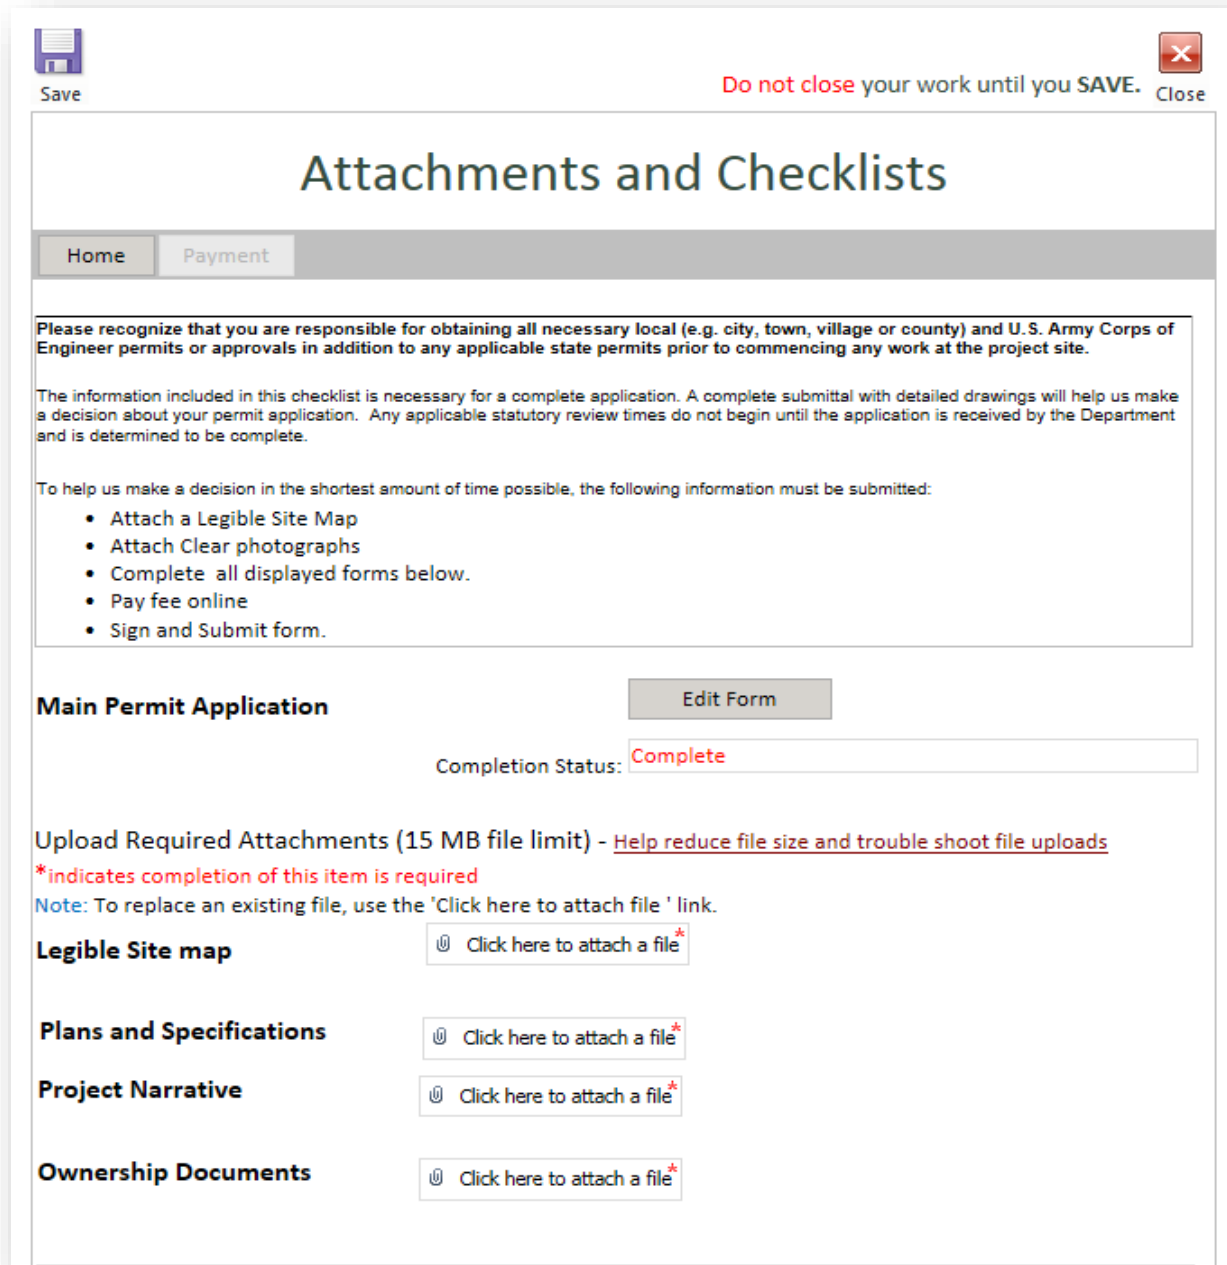 Save
Do not close your work until you SAVE.
Close
Attachments and Checklists
Home
Payment
Please recognize that you are responsible for obtaining all necessary local (e.g. city, town, village or county) and U.S. Army Corps of
Engineer permits or approvals in addition to any applicable state permits prior to commencing any work at the project site.
The information included in this checklist is necessary for a complete application. A complete submittal with detailed drawings will help us make
a decision about your permit application.  Any applicable statutory review times do not begin until the application is received by the Department
and is determined to be complete.
To help us make a decision in the shortest amount of time possible, the following information must be submitted:
• Attach a Legible Site Map
• Attach Clear photographs
• Complete  all displayed forms below.
• Pay fee online
• Sign and Submit form.
Main Permit Application
Edit Form
Completion Status: Complete
Upload Required Attachments (15 MB file limit) - Help reduce file size and trouble shoot file uploads
*indicates completion of this item is required
Note: To replace an existing file, use the 'Click here to attach file ' link.
Legible Site map
Click here to attach a file*
Plans and Specifications
Click here to attach a file*
Project Narrative
Click here to attach a file*
Ownership Documents
Click here to attach a file*